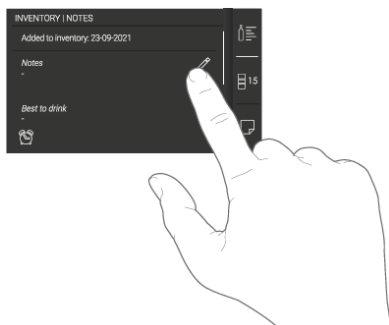 INVENTORY | NOTES
Added to inventory: 23-09-2021
Notes
-
15
Best to drink
-